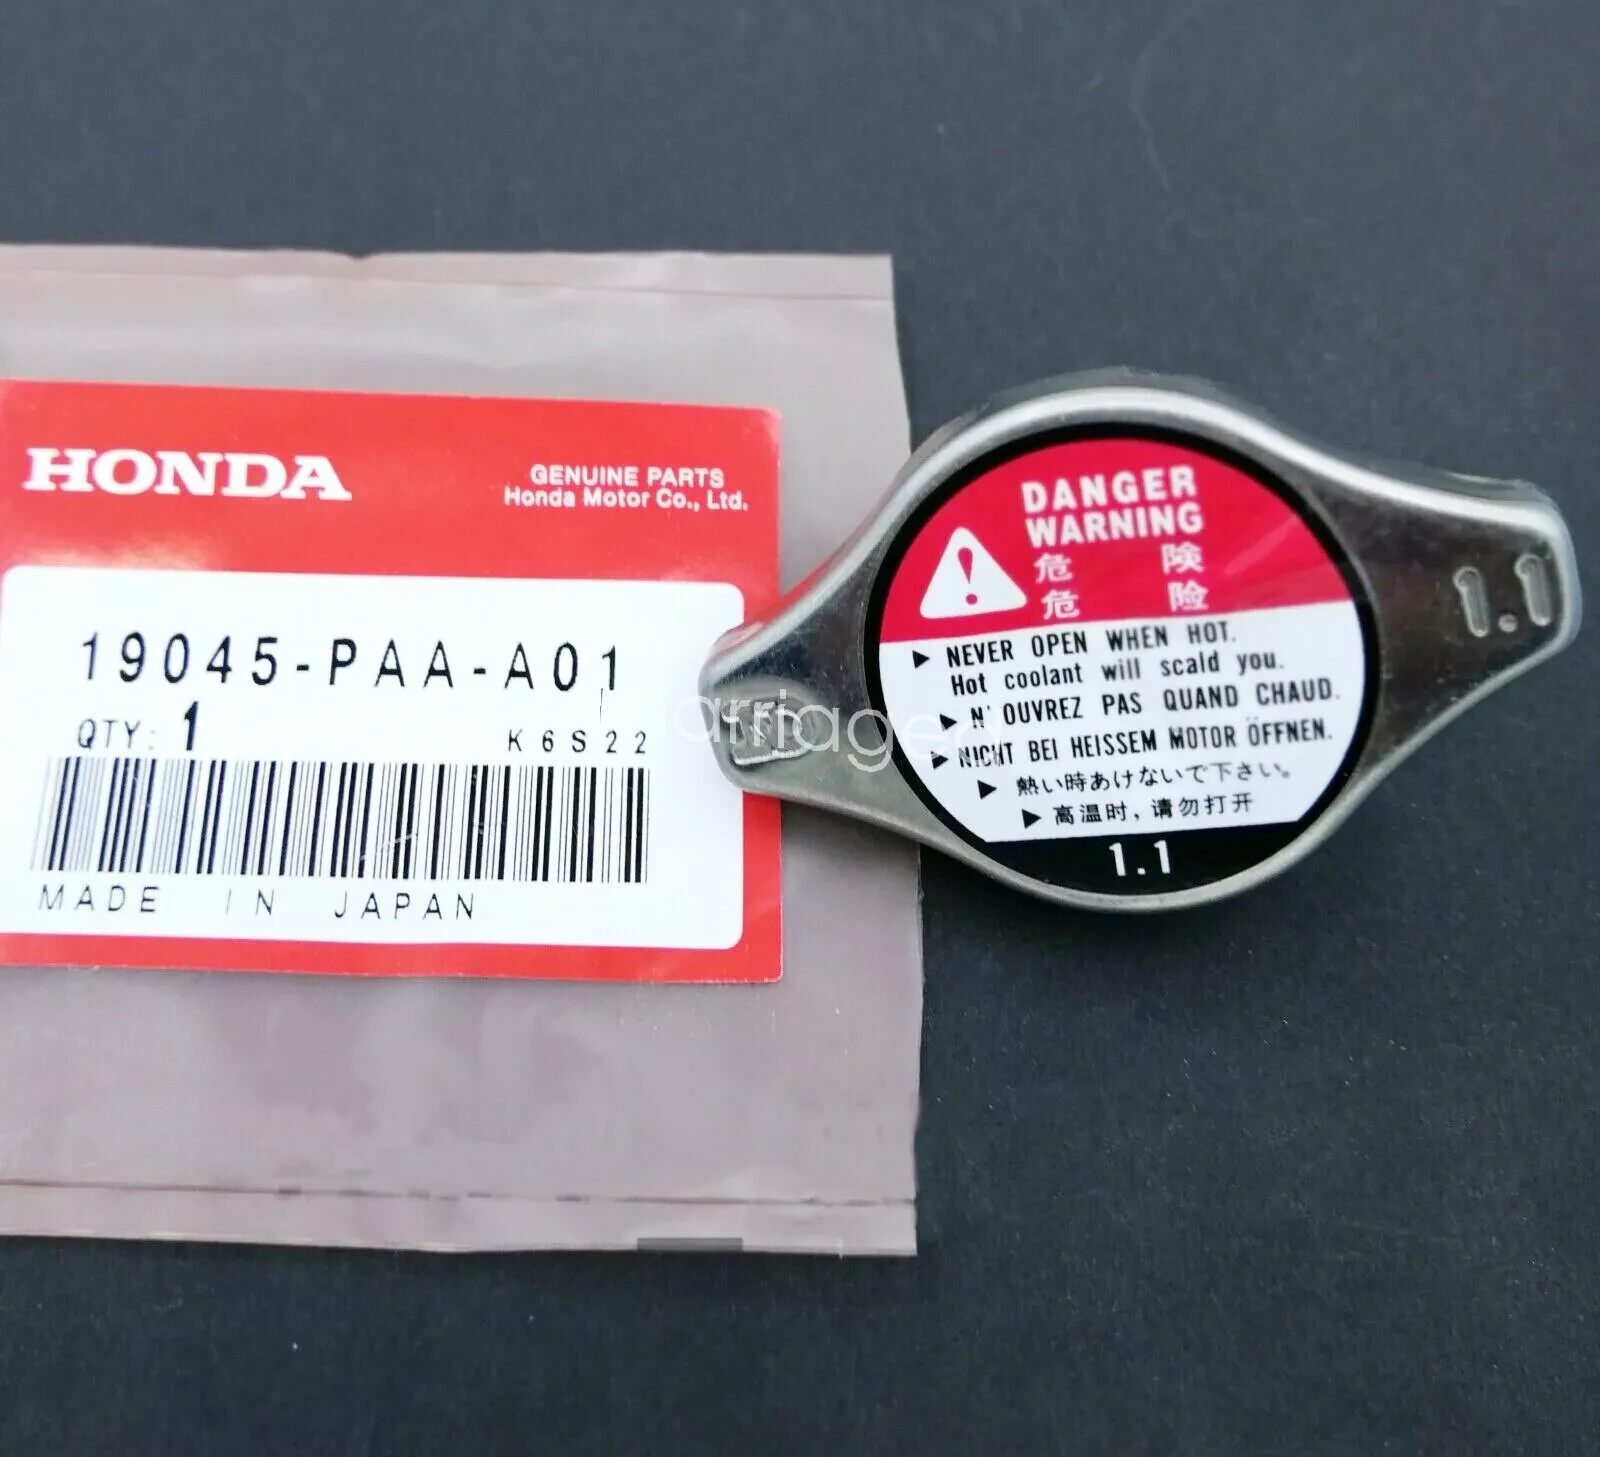 HONDA
GENUINE PARTS
Honda Motor Co., Ltd.
19045-PAA-A01
QTY: 1
K6S22
MADE IN JAPAN
DANGER
WARNING
危 険
危 险
▶ NEVER OPEN WHEN HOT.
Hot coolant will scald you.
▶ N'OUVREZ PAS QUAND CHAUD.
▶ NICHT BEI HEISSEM MOTOR ÖFFNEN.
▶ 熱い時あけないで下さい。
▶ 高温时，请勿打开
1.1
1.1